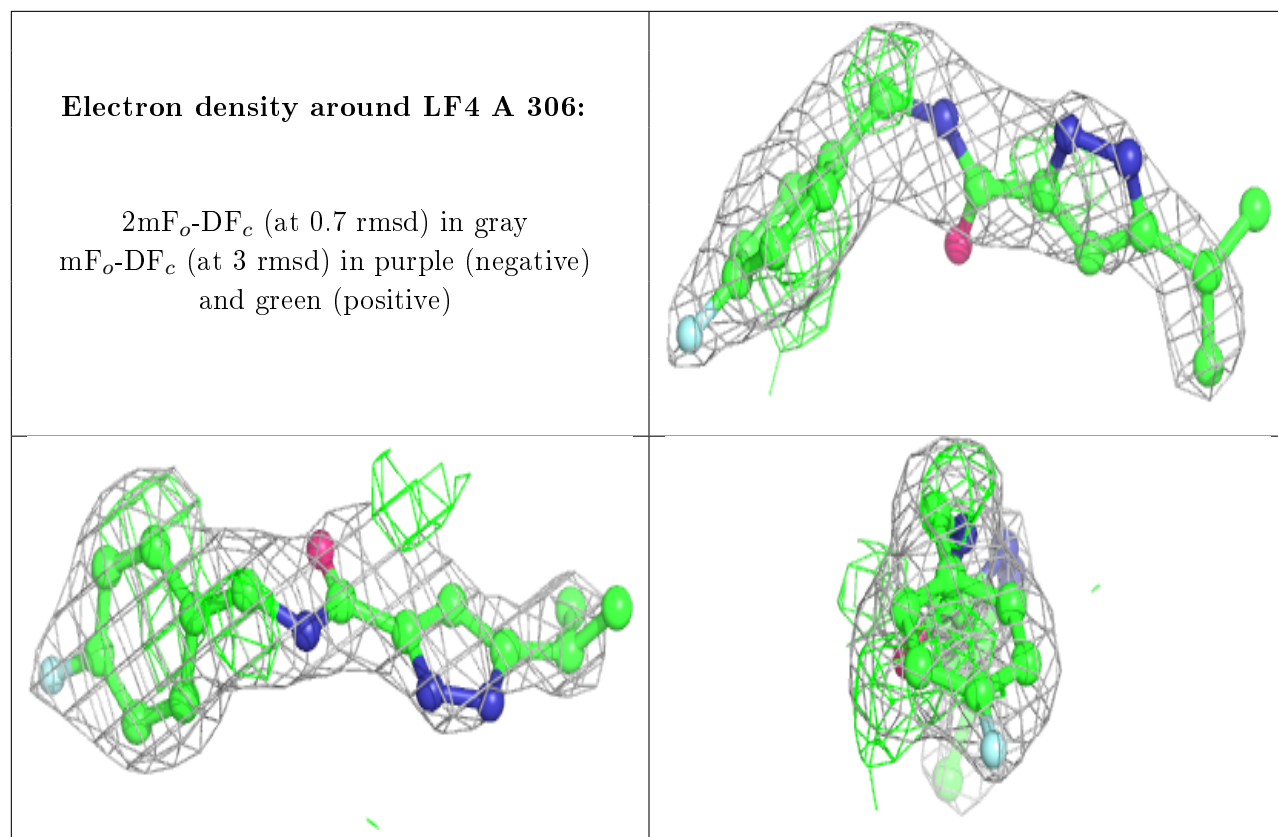 Electron density around LF4 A 306:
2mFₒ-DF𝒸 (at 0.7 rmsd) in gray
mFₒ-DF𝒸 (at 3 rmsd) in purple (negative)
and green (positive)